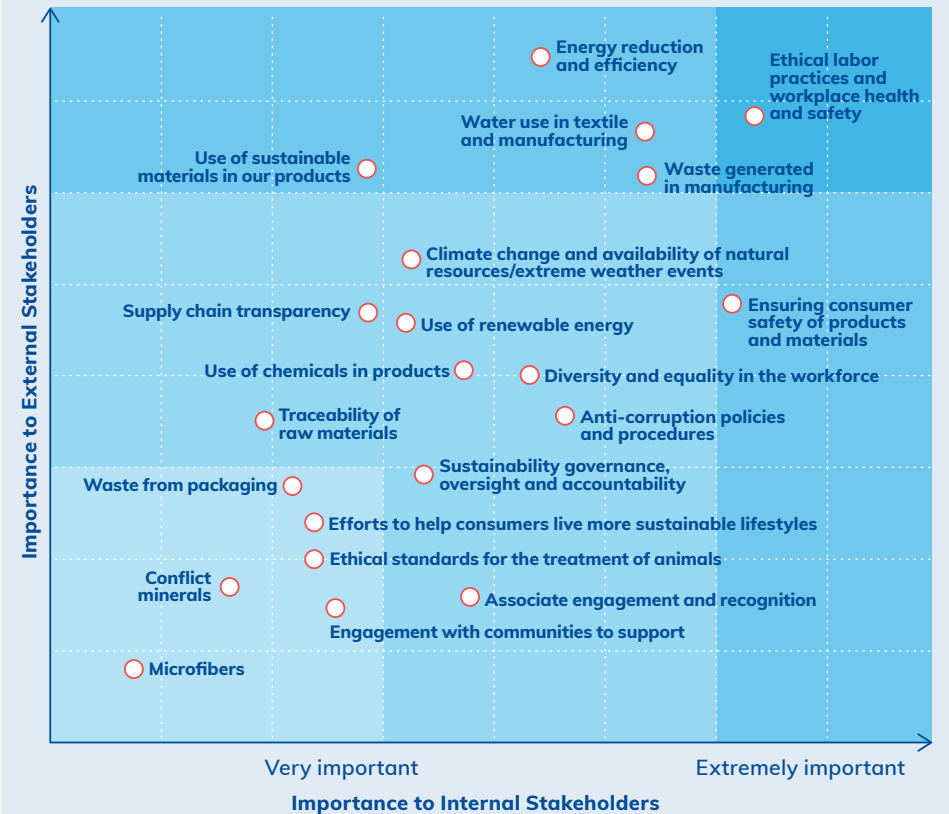 Energy reduction
and efficiency
Ethical labor
practices and
workplace health
and safety
Water use in textile
and manufacturing
Use of sustainable
materials in our products
Waste generated
in manufacturing
Climate change and availability of natural
resources/extreme weather events
Supply chain transparency
Use of renewable energy
Ensuring consumer
safety of products
and materials
Use of chemicals in products
Diversity and equality in the workforce
Traceability of
raw materials
Anti-corruption policies
and procedures
Sustainability governance,
oversight and accountability
Waste from packaging
Efforts to help consumers live more sustainable lifestyles
Ethical standards for the treatment of animals
Conflict
minerals
Associate engagement and recognition
Engagement with communities to support
Microfibers
Importance to External Stakeholders
Very important
Extremely important
Importance to Internal Stakeholders